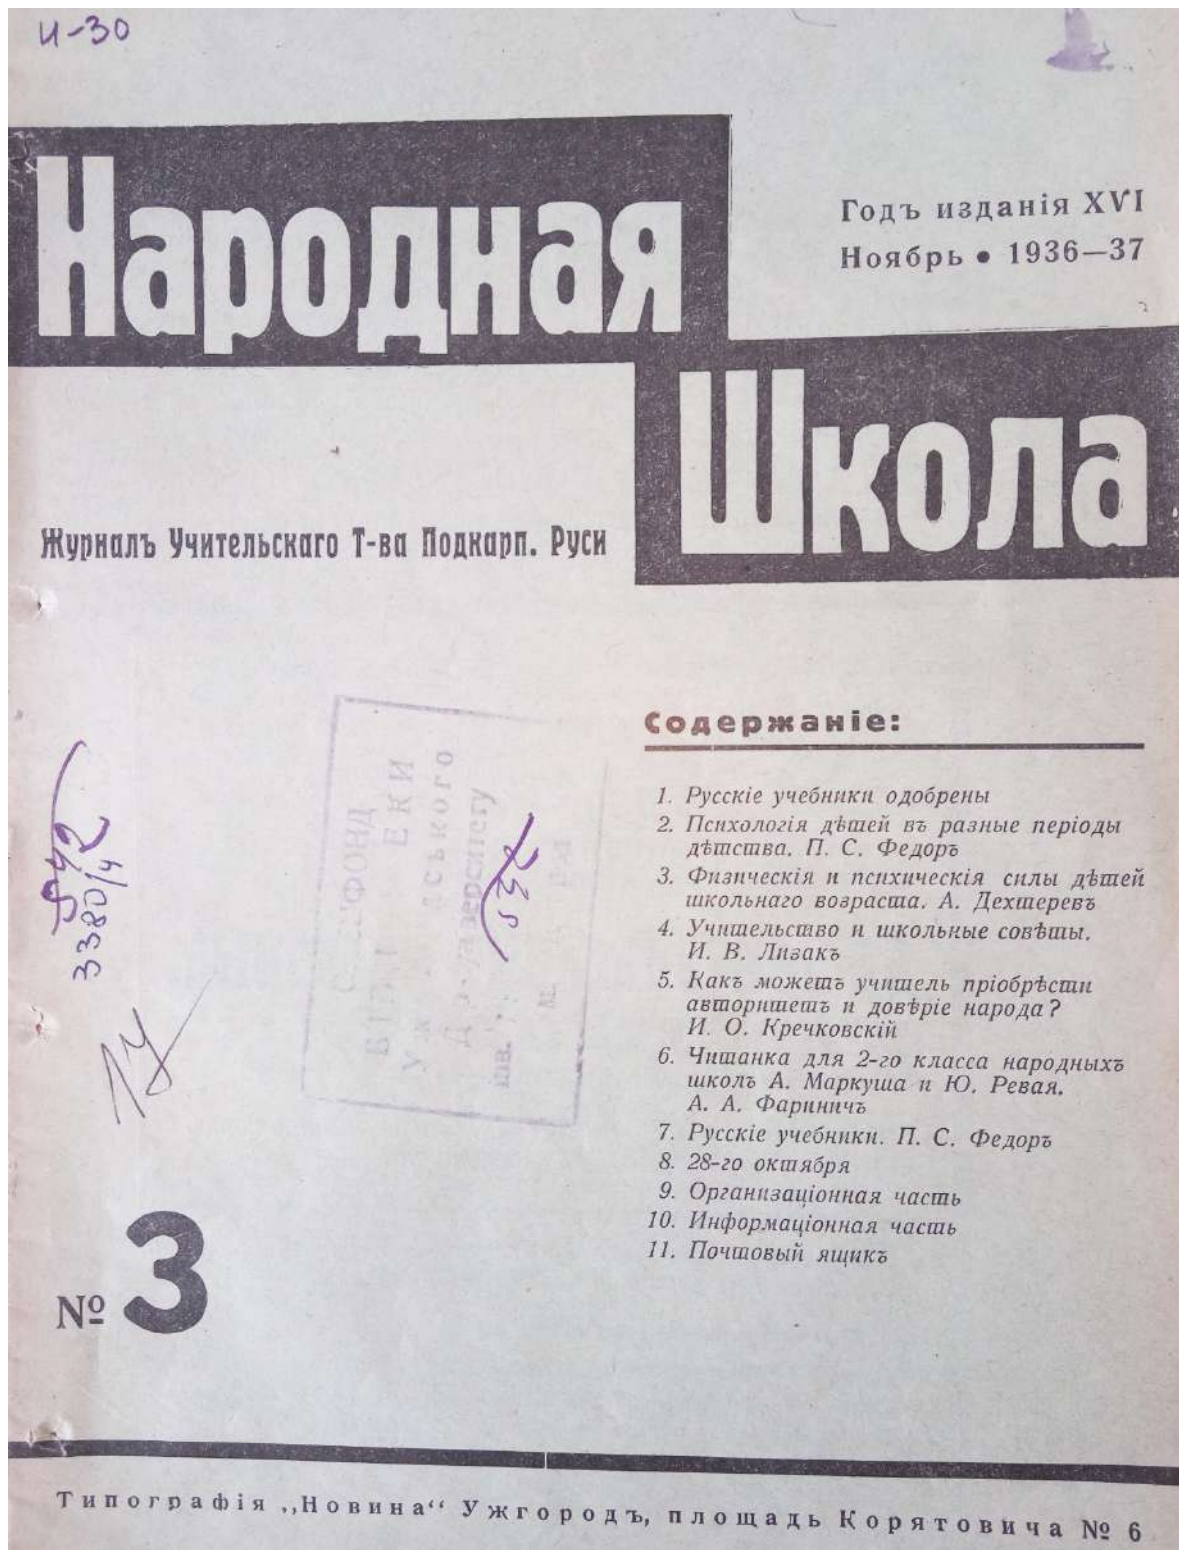 и-30
Народная
Годъ изданія XVI
Ноябрь • 1936—37
Школа
Журналъ Учительскаго Т-ва Подкарп. Руси
Содержаніе:
1. Русскіе учебники одобрены
2. Психологія дѣтей въ разные періоды
дѣтства. П. С. Федоръ
3. Физическія и психическія силы дѣтей
школьнаго возраста. А. Дехтеревъ
4. Учительство и школьные совѣты.
И. В. Лизакъ
5. Какъ можетъ учитель пріобрѣсти
авторитетъ и довѣріе народа?
И. О. Кречковскій
6. Читанка для 2-го класса народныхъ
школъ А. Маркуша и Ю. Ревая.
А. А. Фариничъ
7. Русскіе учебники. П. С. Федоръ
8. 28-го октября
9. Организаціонная часть
10. Информаціонная часть
11. Почтовый ящикъ
3380/4
№ 3
Типографія „Новина“ Ужгородъ, площадь Корятовича № 6